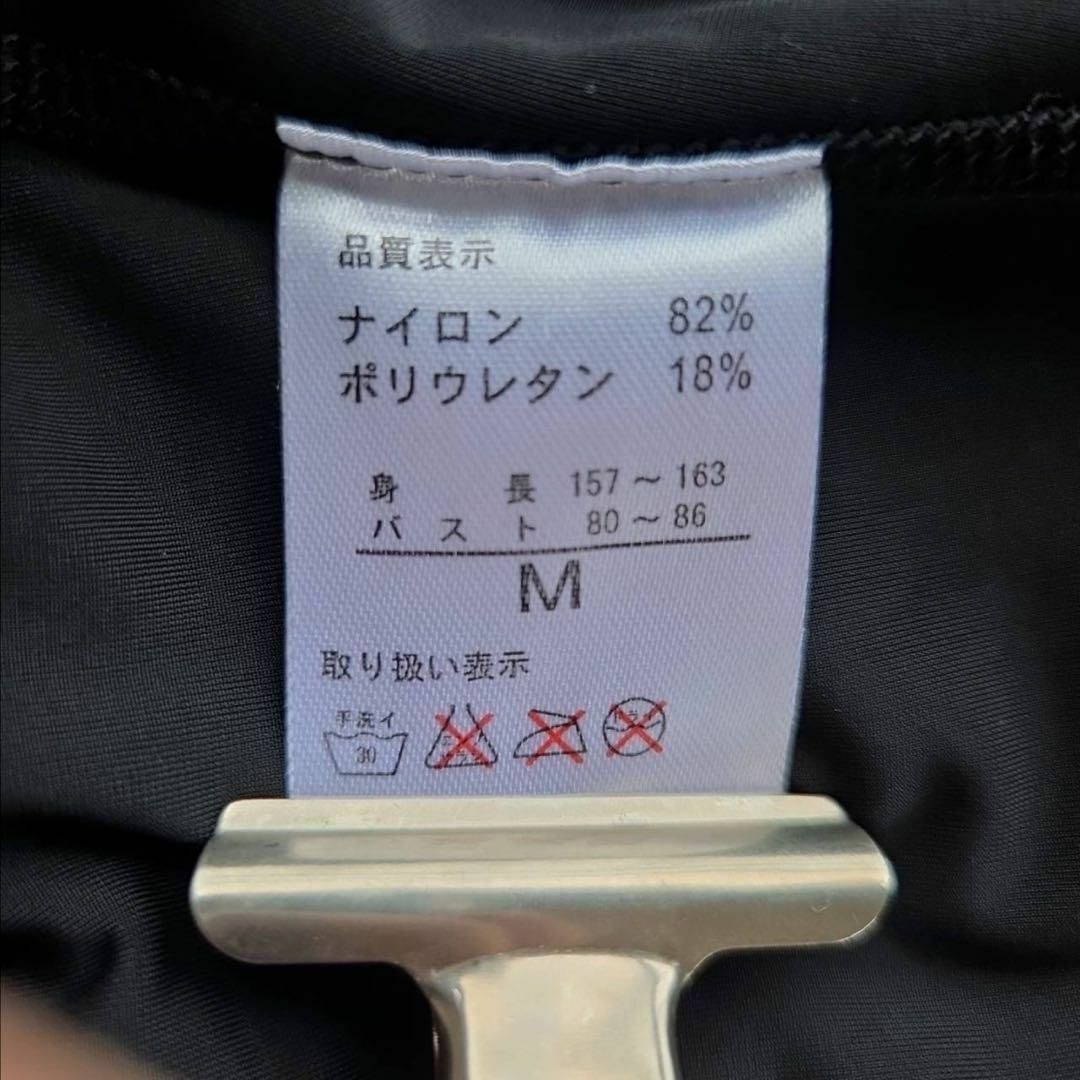 品質表示
ナイロン 82%
ポリウレタン 18%
身長 157～163
バスト 80～86
M
取り扱い表示
手洗イ
30